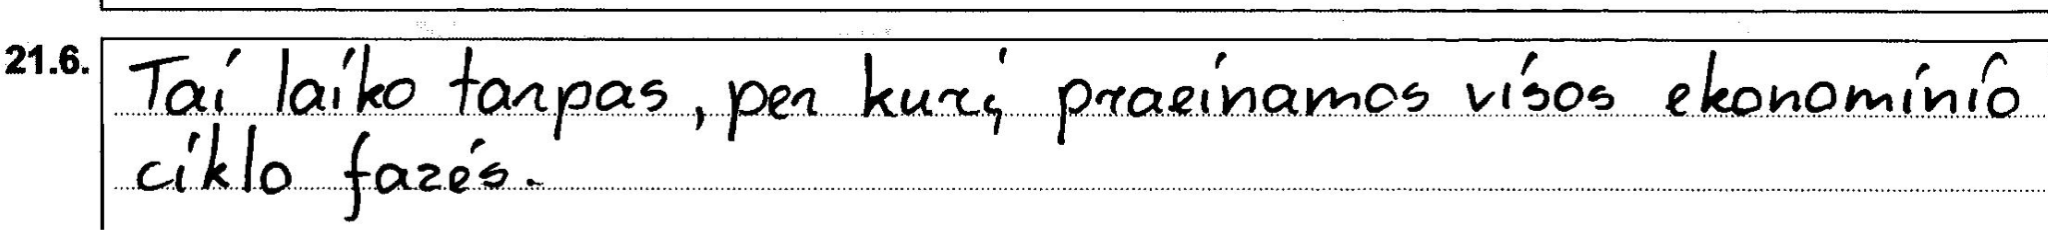 21.6. Tai laiko tarpas, per kurį praeinamos visos ekonominio
ciklo fazės.